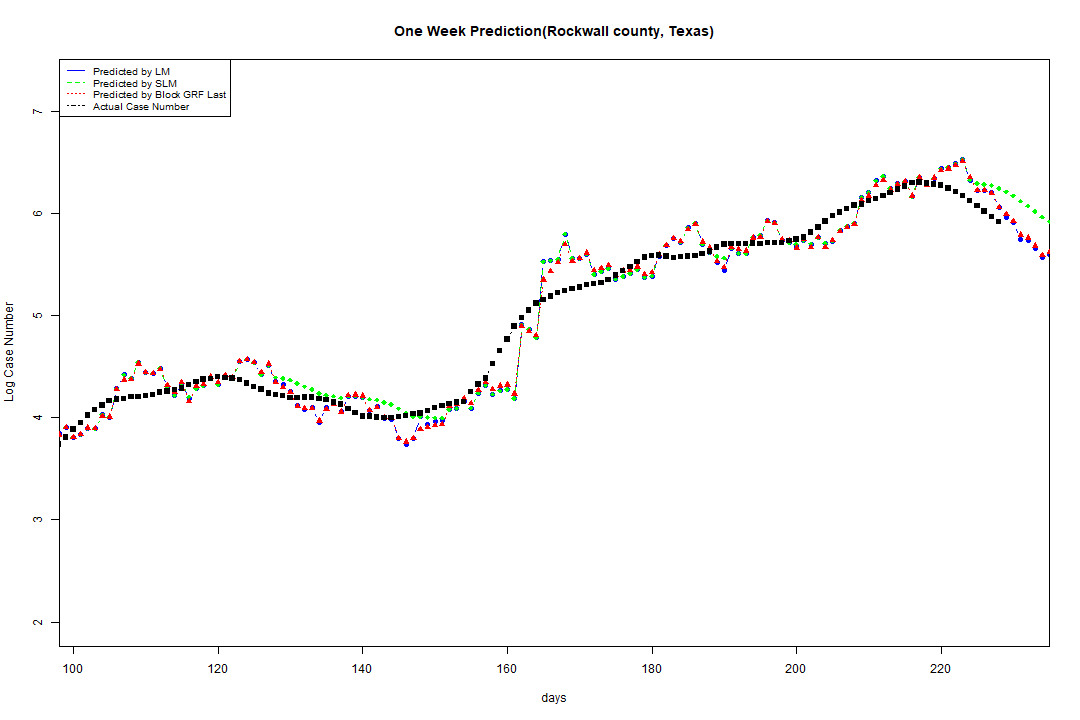 One Week Prediction(Rockwall county, Texas)
Predicted by LM
Predicted by SLM
Predicted by Block GRF Last
Actual Case Number
7
6
5
4
3
2
Log Case Number
100 120 140 160 180 200 220
days